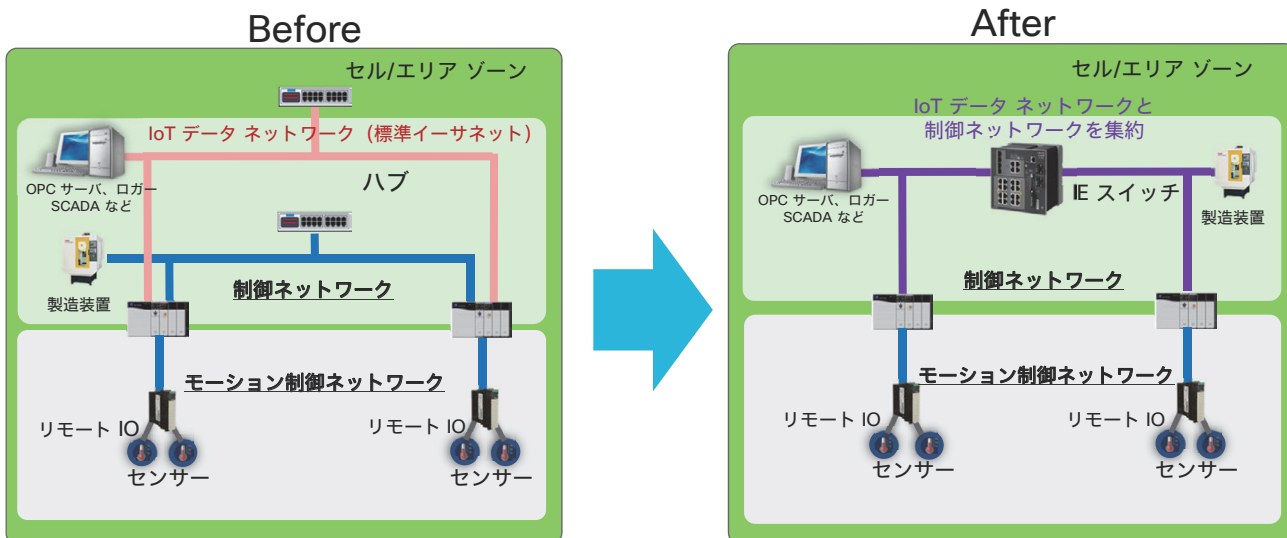 Before
セル/エリア ゾーン
IoT データ ネットワーク（標準イーサネット）
OPC サーバ、ロガー
SCADA など
ハブ
製造装置
制御ネットワーク
モーション制御ネットワーク
リモート IO
リモート IO
センサー
センサー
After
セル/エリア ゾーン
IoT データ ネットワークと
制御ネットワークを集約
OPC サーバ、ロガー
SCADA など
IE スイッチ
製造装置
制御ネットワーク
モーション制御ネットワーク
リモート IO
リモート IO
センサー
センサー